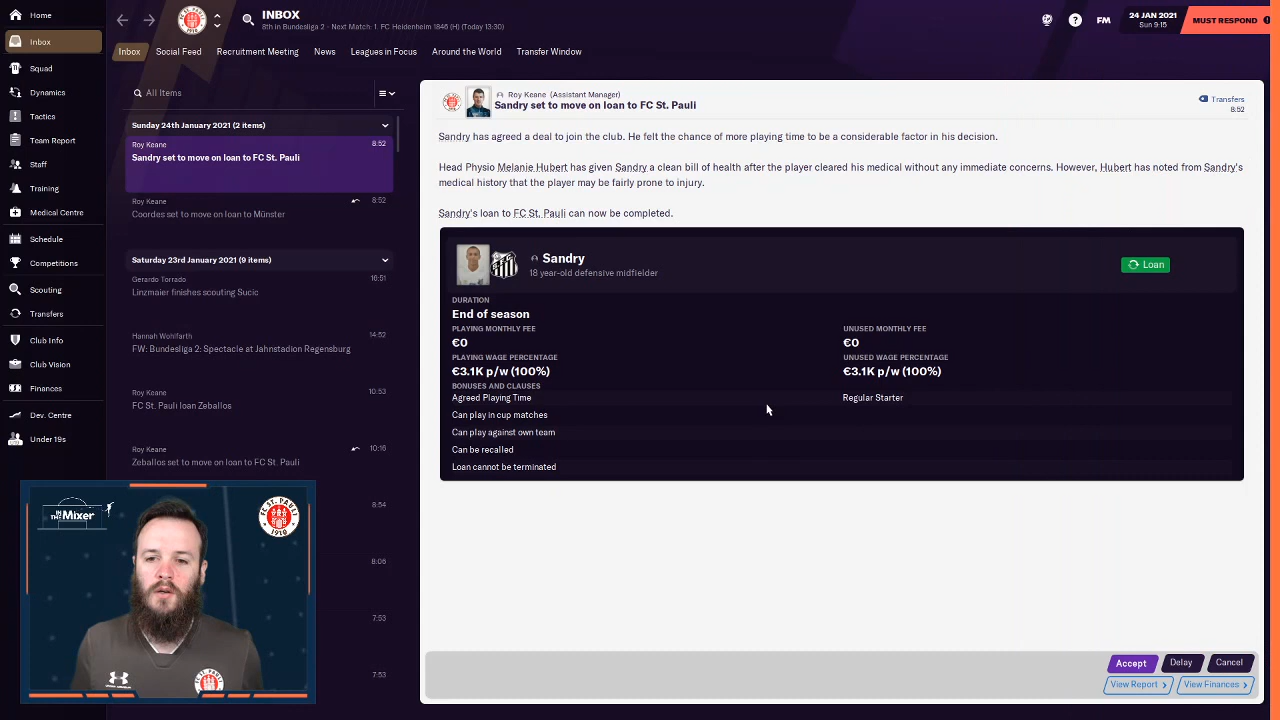 Home
INBOX
8th in Bundesliga 2 - Next Match: 1. FC Heidenheim 1846 (H) (Today 13:30)
FM
24 JAN 2021
Sun 9-15
MUST RESPOND
Inbox
Inbox
Social Feed
Recruitment Meeting
News
Leagues in Focus
Around the World
Transfer Window
Squad
Dynamics
Tactics
Team Report
Staff
Training
Medical Centre
Schedule
Competitions
Scouting
Transfers
Club Info
Club Vision
Finances
Dev. Centre
Under 19s
All Items
Sunday 24th January 2021 (2 items)
Roy Keane 8:52
Sandry set to move on loan to FC St. Pauli
Roy Keane 8:52
Coordes set to move on loan to Münster
Saturday 23rd January 2021 (9 items)
Gerardo Torrado 16:51
Linzmaier finishes scouting Sucic
Hannah Wohlfarth 14:52
FW: Bundesliga 2: Spectacle at Jahnstadion Regensburg
Roy Keane 10:53
FC St. Pauli loan Zeballos
Roy Keane 10:16
Zeballos set to move on loan to FC St. Pauli
8:54
8:06
7:53
7:53
Roy Keane (Assistant Manager)
Sandry set to move on loan to FC St. Pauli
Transfers
8:52
Sandry has agreed a deal to join the club. He felt the chance of more playing time to be a considerable factor in his decision.
Head Physio Melanie Hubert has given Sandry a clean bill of health after the player cleared his medical without any immediate concerns. However, Hubert has noted from Sandry's
medical history that the player may be fairly prone to injury.
Sandry's loan to FC St. Pauli can now be completed.
Sandry
18 year-old defensive midfielder
Loan
DURATION
End of season
PLAYING MONTHLY FEE
€0
UNUSED MONTHLY FEE
€0
PLAYING WAGE PERCENTAGE
€3.1K p/w (100%)
UNUSED WAGE PERCENTAGE
€3.1K p/w (100%)
BONUSES AND CLAUSES
Agreed Playing Time Regular Starter
Can play in cup matches
Can play against own team
Can be recalled
Loan cannot be terminated
Accept
Delay
Cancel
View Report
View Finances
IN THE Mixer
FC ST. PAULI
1910